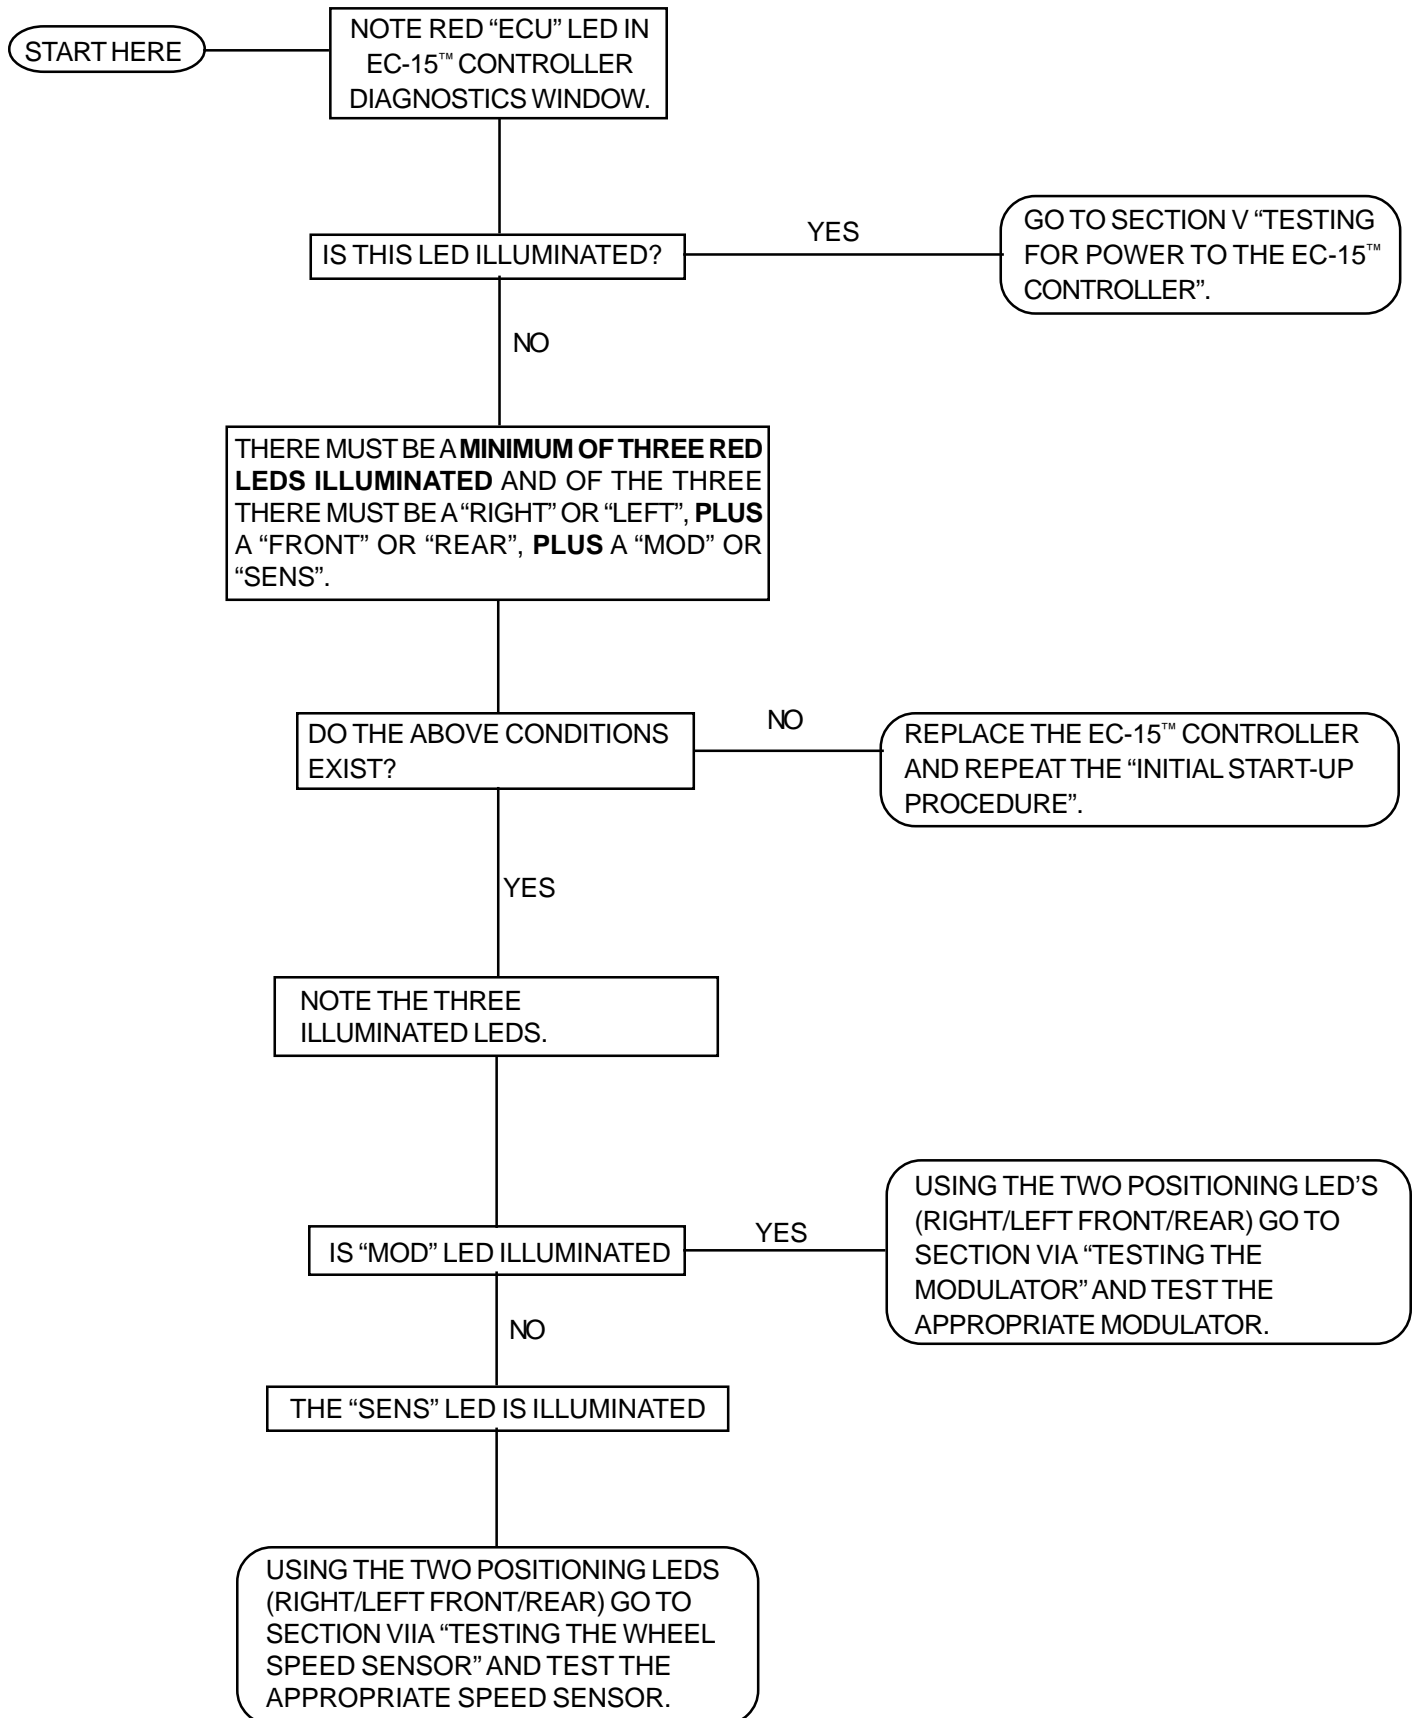 START HERE
NOTE RED “ECU” LED IN
EC-15™ CONTROLLER
DIAGNOSTICS WINDOW.
IS THIS LED ILLUMINATED?
YES
GO TO SECTION V “TESTING
FOR POWER TO THE EC-15™
CONTROLLER”.
NO
THERE MUST BE A MINIMUM OF THREE RED
LEDS ILLUMINATED AND OF THE THREE
THERE MUST BE A “RIGHT” OR “LEFT”, PLUS
A “FRONT” OR “REAR”, PLUS A “MOD” OR
“SENS”.
DO THE ABOVE CONDITIONS
EXIST?
NO
REPLACE THE EC-15™ CONTROLLER
AND REPEAT THE “INITIAL START-UP
PROCEDURE”.
YES
NOTE THE THREE
ILLUMINATED LEDS.
IS “MOD” LED ILLUMINATED
YES
USING THE TWO POSITIONING LED’S
(RIGHT/LEFT FRONT/REAR) GO TO
SECTION VIA “TESTING THE
MODULATOR” AND TEST THE
APPROPRIATE MODULATOR.
NO
THE “SENS” LED IS ILLUMINATED
USING THE TWO POSITIONING LEDS
(RIGHT/LEFT FRONT/REAR) GO TO
SECTION VIIA “TESTING THE WHEEL
SPEED SENSOR” AND TEST THE
APPROPRIATE SPEED SENSOR.